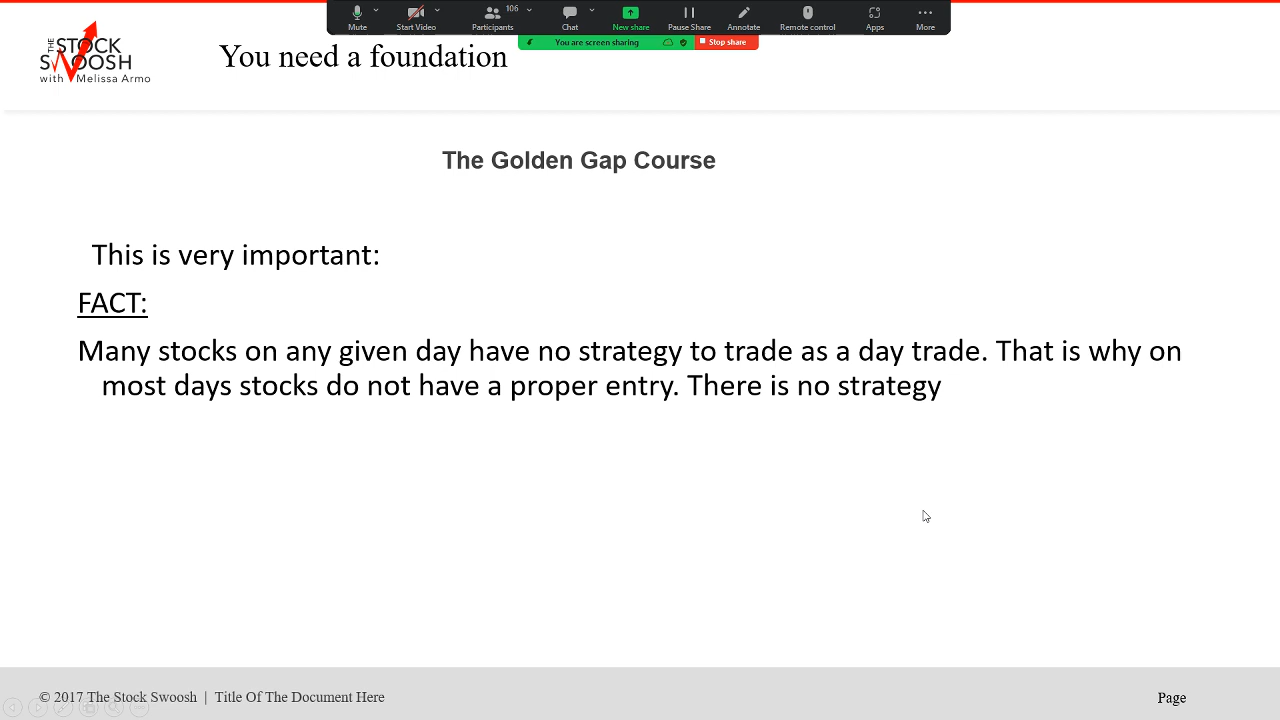 Mute
Start Video
Participants
106
Chat
New share
Pause Share
Annotate
Remote control
Apps
More
You are screen sharing
Stop share
THE STOCK
SWOOSH
with Melissa Armo
You need a foundation
The Golden Gap Course
This is very important:
FACT:
Many stocks on any given day have no strategy to trade as a day trade. That is why on
most days stocks do not have a proper entry. There is no strategy
© 2017 The Stock Swoosh | Title Of The Document Here
Page